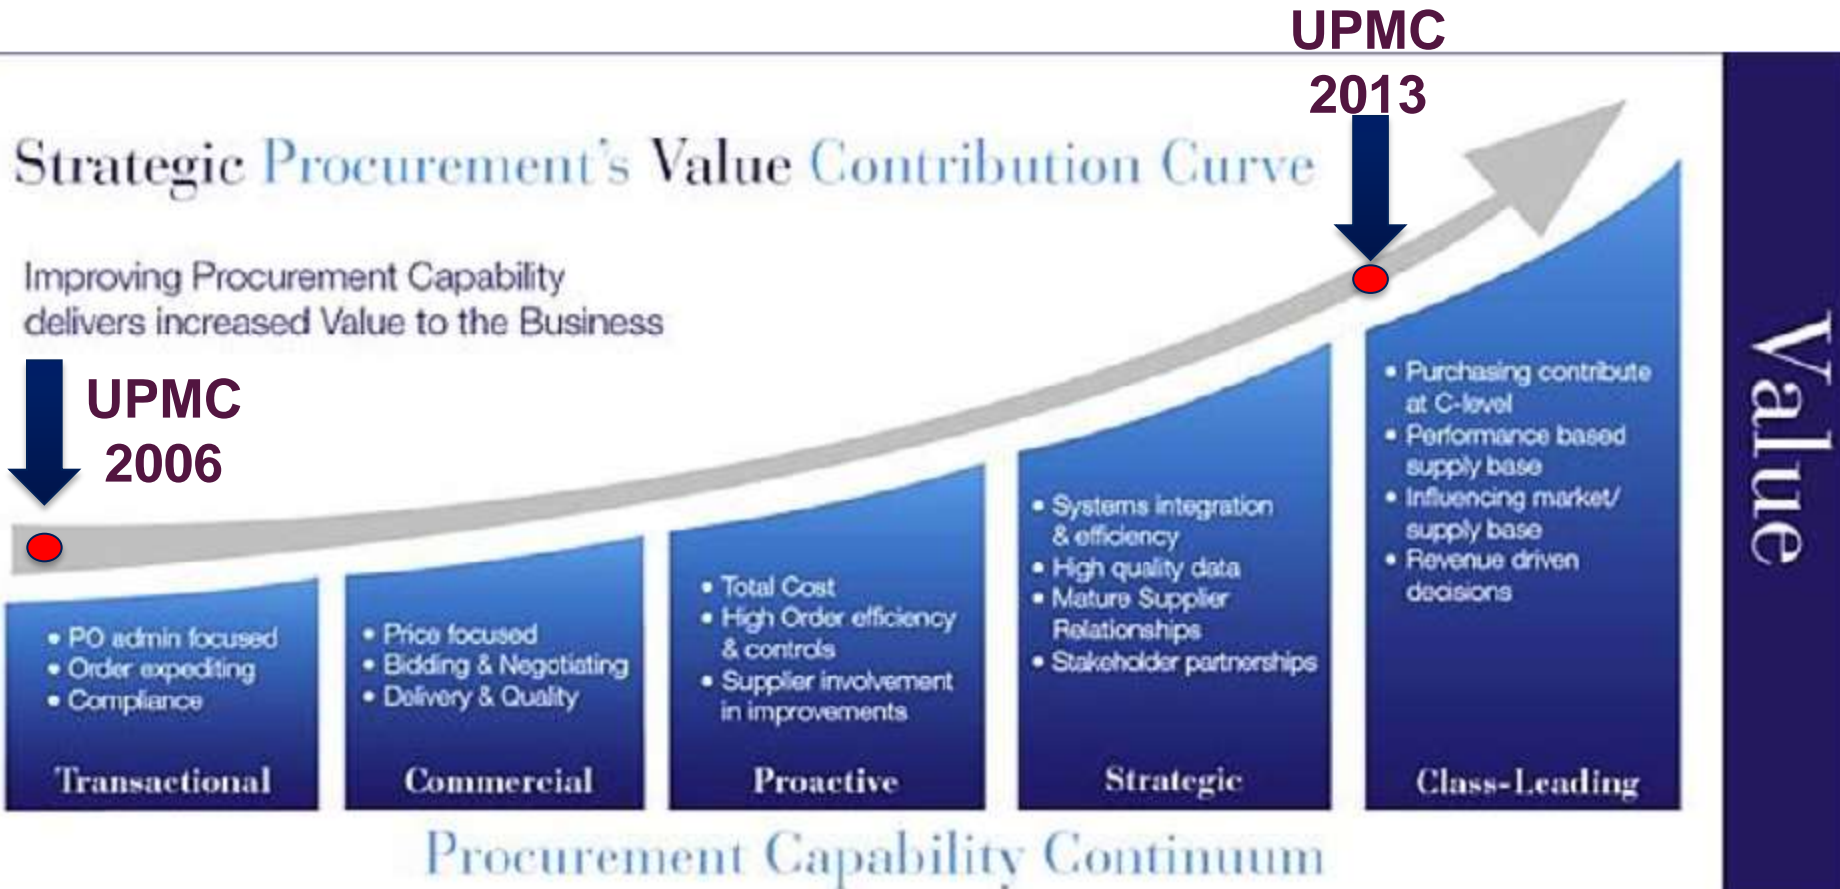 UPMC
2013
Strategic Procurement's Value Contribution Curve
Improving Procurement Capability
delivers increased Value to the Business
UPMC
2006
• PO admin focused
• Order expediting
• Compliance
Transactional
• Price focused
• Bidding & Negotiating
• Delivery & Quality
Commercial
• Total Cost
• High Order efficiency
& controls
• Supplier involvement
in improvements
Proactive
• Systems integration
& efficiency
• High quality data
• Mature Supplier
Relationships
• Stakeholder partnerships
Strategic
• Purchasing contribute
at C-level
• Performance based
supply base
• Influencing market/
supply base
• Revenue driven
decisions
Class-Leading
Value
Procurement Capability Continuum